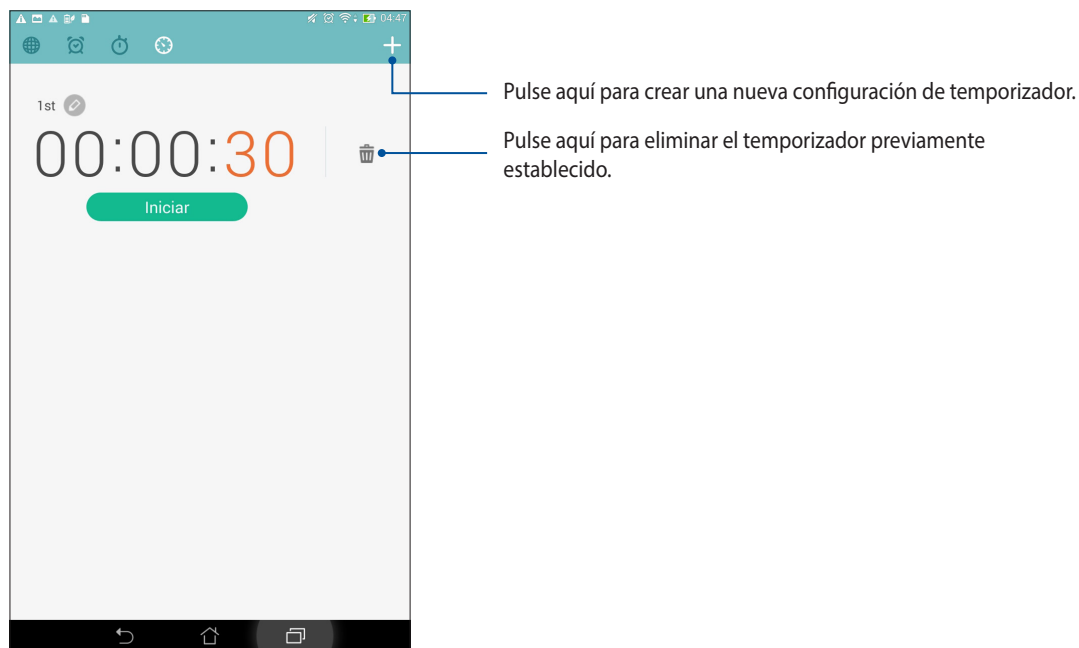 04:47
Pulse aquí para crear una nueva configuración de temporizador.
1st
Pulse aquí para eliminar el temporizador previamente
establecido.
00:00:30
Iniciar